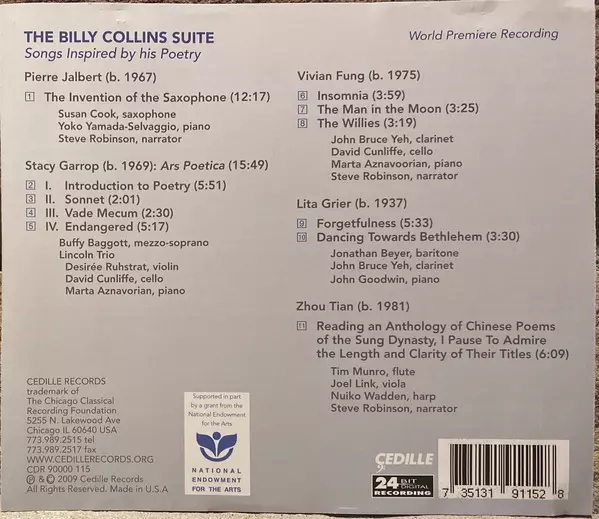 THE BILLY COLLINS SUITE
Songs Inspired by his Poetry
World Premiere Recording
Pierre Jalbert (b. 1967)
1 The Invention of the Saxophone (12:17)
Susan Cook, saxophone
Yoko Yamada-Selvaggio, piano
Steve Robinson, narrator
Stacy Garrop (b. 1969): Ars Poetica (15:49)
2 I. Introduction to Poetry (5:51)
3 II. Sonnet (2:01)
4 III. Vade Mecum (2:30)
5 IV. Endangered (5:17)
Buffy Baggott, mezzo-soprano
Lincoln Trio
Desirée Ruhstrat, violin
David Cunliffe, cello
Marta Aznavorian, piano
Vivian Fung (b. 1975)
6 Insomnia (3:59)
7 The Man in the Moon (3:25)
8 The Willies (3:19)
John Bruce Yeh, clarinet
David Cunliffe, cello
Marta Aznavoorian, piano
Steve Robinson, narrator
Lita Grier (b. 1937)
9 Forgetfulness (5:33)
10 Dancing Towards Bethlehem (3:30)
Jonathan Beyer, baritone
John Bruce Yeh, clarinet
John Goodwin, piano
Zhou Tian (b. 1981)
11 Reading an Anthology of Chinese Poems
of the Sung Dynasty, I Pause To Admire
the Length and Clarity of Their Titles (6:09)
Tim Munro, flute
Joel Link, viola
Nuiko Wadden, harp
Steve Robinson, narrator
CEDILLE RECORDS
trademark of
The Chicago Classical
Recording Foundation
5255 N. Lakewood Ave
Chicago IL 60640 USA
773.989.2515 tel
773.989.2517 fax
WWW.CEDILLERECORDS.ORG
CDR 90000 115
© 2009 Cedille Records
All Rights Reserved. Made in U.S.A
Supported in part
by a grant from the
National Endowment
for the Arts
NATIONAL
ENDOWMENT
FOR THE ARTS
CEDILLE
24 BIT DIGITAL
RECORDING
7 35131 91152 8